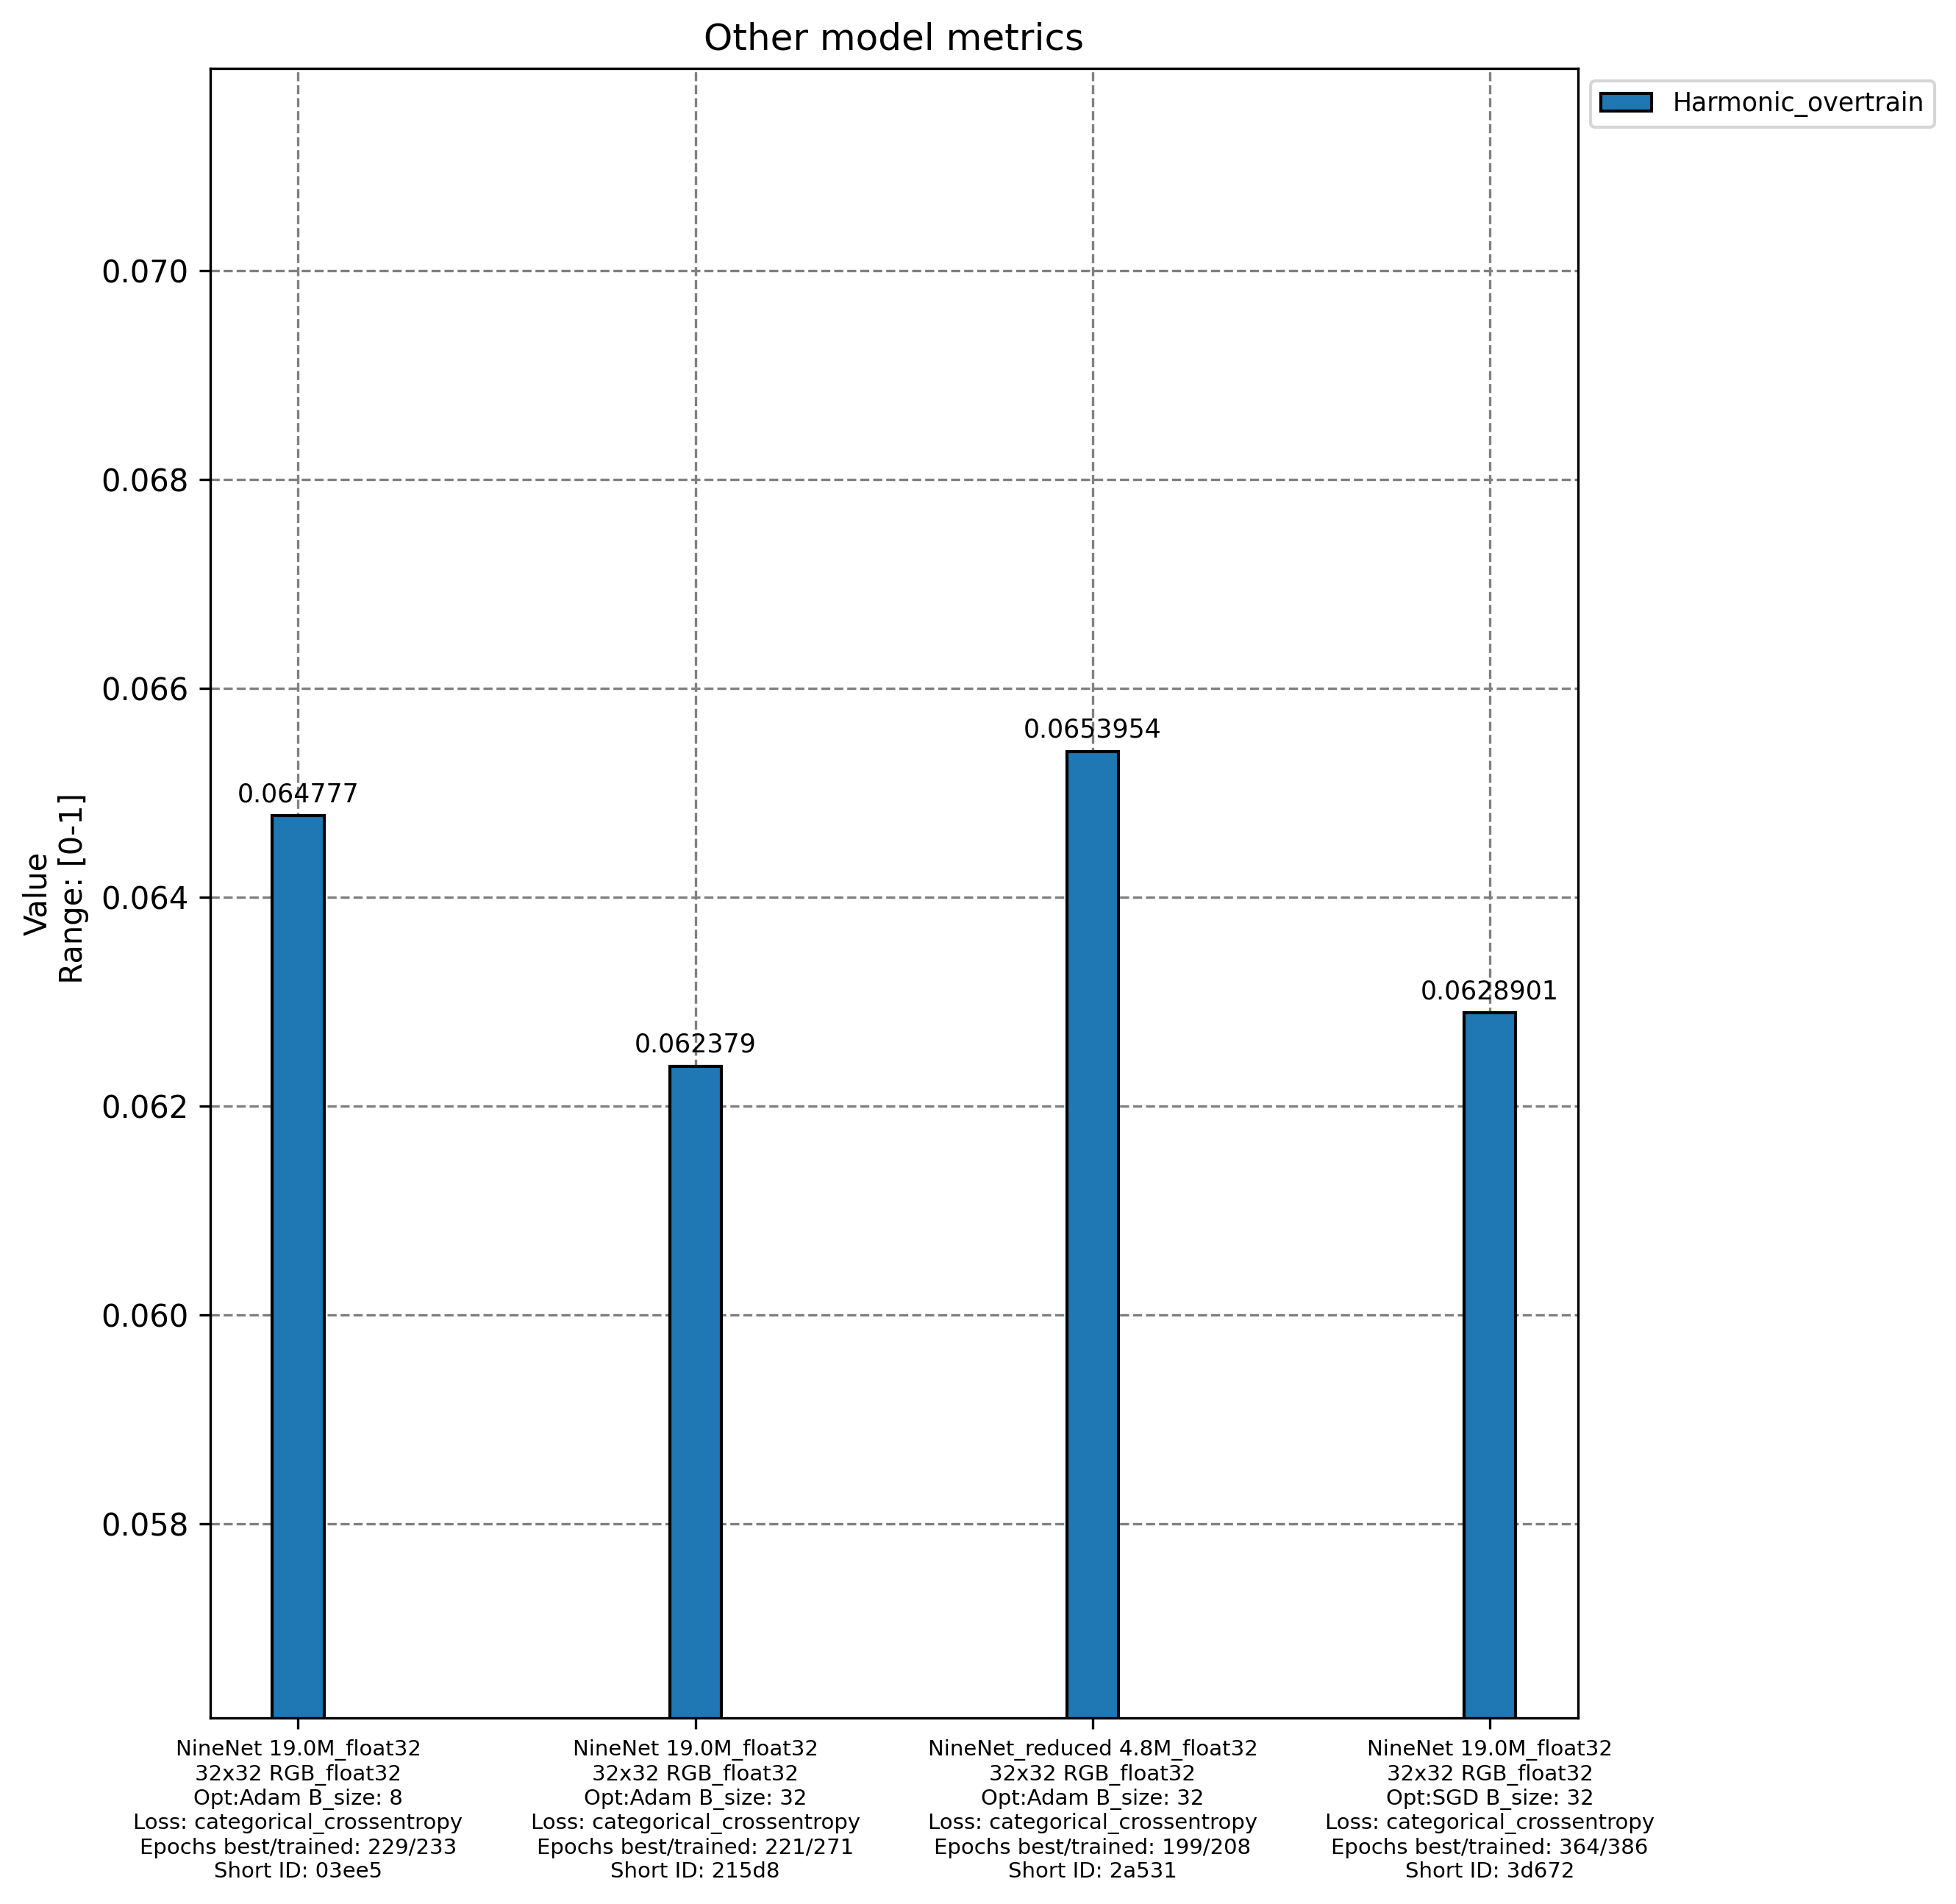 Other model metrics
Harmonic_overtrain
0.070
0.068
0.066
0.064
0.062
0.060
0.058
Value
Range: [0-1]
0.064777
0.062379
0.0653954
0.0628901
NineNet 19.0M_float32
32x32 RGB_float32
Opt:Adam B_size: 8
Loss: categorical_crossentropy
Epochs best/trained: 229/233
Short ID: 03ee5
NineNet 19.0M_float32
32x32 RGB_float32
Opt:Adam B_size: 32
Loss: categorical_crossentropy
Epochs best/trained: 221/271
Short ID: 215d8
NineNet_reduced 4.8M_float32
32x32 RGB_float32
Opt:Adam B_size: 32
Loss: categorical_crossentropy
Epochs best/trained: 199/208
Short ID: 2a531
NineNet 19.0M_float32
32x32 RGB_float32
Opt:SGD B_size: 32
Loss: categorical_crossentropy
Epochs best/trained: 364/386
Short ID: 3d672